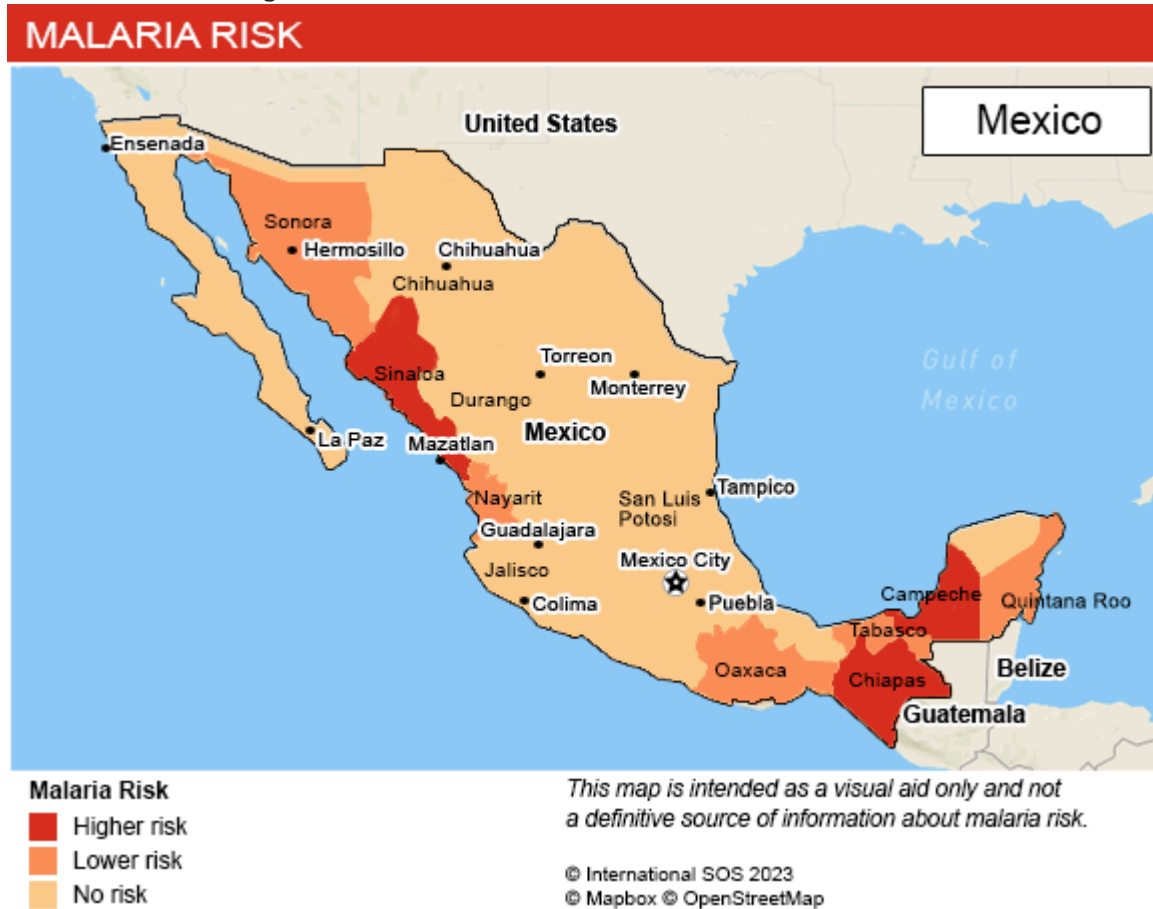 MALARIA RISK
Mexico
United States
Ensenada
Sonora
Hermosillo
Chihuahua
Chihuahua
Gulf of
Mexico
Torreon
Sinaloa
Monterrey
Durango
Mexico
La Paz
Mazatlan
Nayarit
San Luis
Potosi
Tampico
Guadalajara
Mexico City
Jalisco
Colima
Puebla
Campeche
Quintana Roo
Tabasco
Oaxaca
Chiapas
Belize
Guatemala
Malaria Risk
Higher risk
Lower risk
No risk
This map is intended as a visual aid only and not
a definitive source of information about malaria risk.
© International SOS 2023
© Mapbox © OpenStreetMap